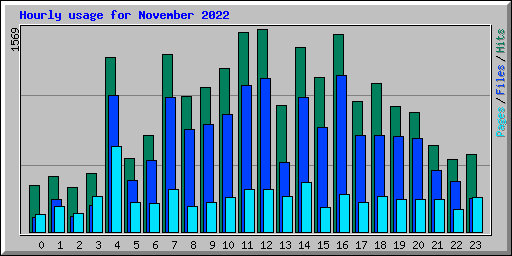 Hourly usage for November 2022
1569
Pages/Files/Hits
0 1 2 3 4 5 6 7 8 9 10 11 12 13 14 15 16 17 18 19 20 21 22 23